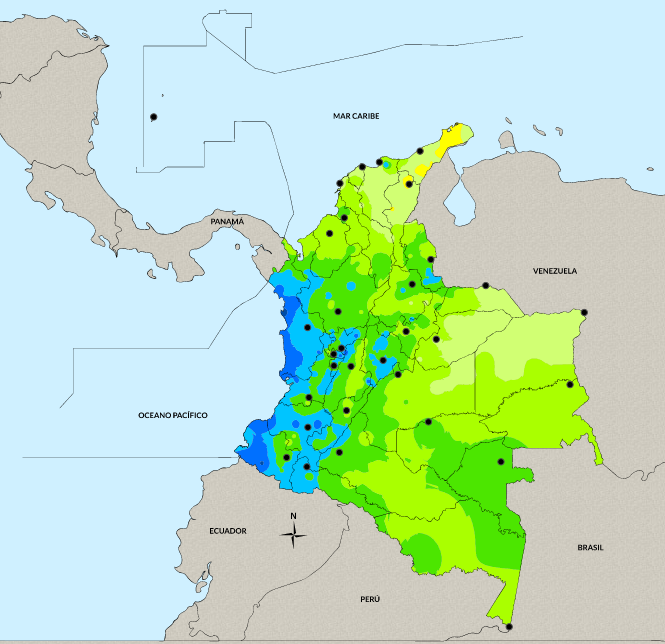 MAR CARIBE
PANAMÁ
VENEZUELA
OCEANO PACÍFICO
N
ECUADOR
BRASIL
PERÚ